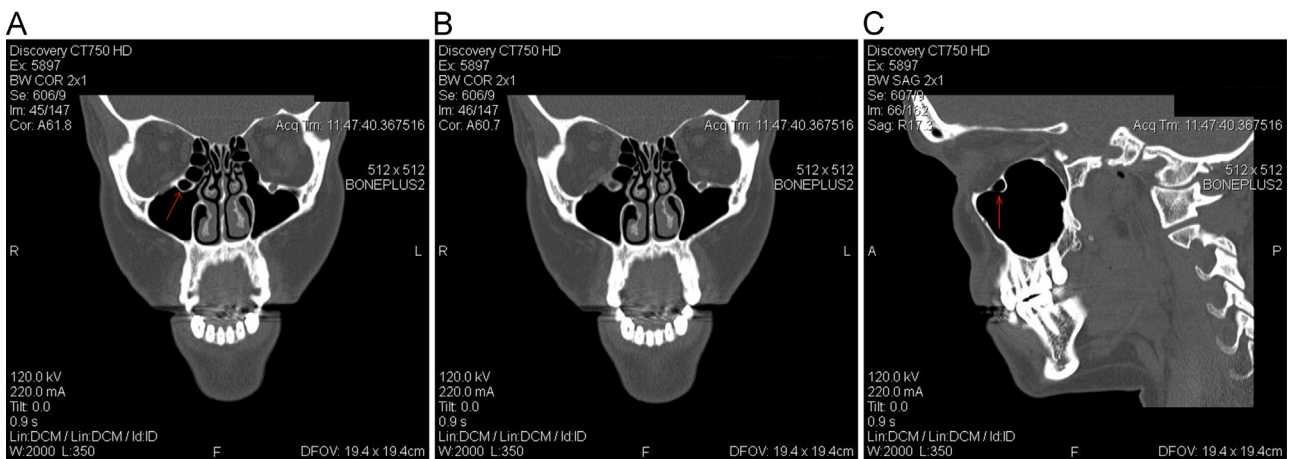 A
Discovery CT750 HD
Ex: 5897
BW COR 2x1
Se: 606/9
Im: 45/147
Cor: A61.8
Acq Tm: 11:47:40.367516
512 x 512
BONEPLUS2
R
L
120.0 kV
220.0 mA
Tilt: 0.0
0.9 s
Lin:DCM / Lin:DCM / Id:ID
W:2000 L:350
F
DFOV: 19.4 x 19.4cm
B
Discovery CT750 HD
Ex: 5897
BW COR 2x1
Se: 606/9
Im: 46/147
Cor: A60.7
Acq Tm: 11:47:40.367516
512 x 512
BONEPLUS2
R
L
120.0 kV
220.0 mA
Tilt: 0.0
0.9 s
Lin:DCM / Lin:DCM / Id:ID
W:2000 L:350
F
DFOV: 19.4 x 19.4cm
C
Discovery CT750 HD
Ex: 5897
BW SAG 2x1
Se: 607/9
Im: 66/162
Sag: R17.3
Acq Tm: 11:47:40.367516
512 x 512
BONEPLUS2
A
P
120.0 kV
220.0 mA
Tilt: 0.0
0.9 s
Lin:DCM / Lin:DCM / Id:ID
W:2000 L:350
F
DFOV: 19.4 x 19.4cm